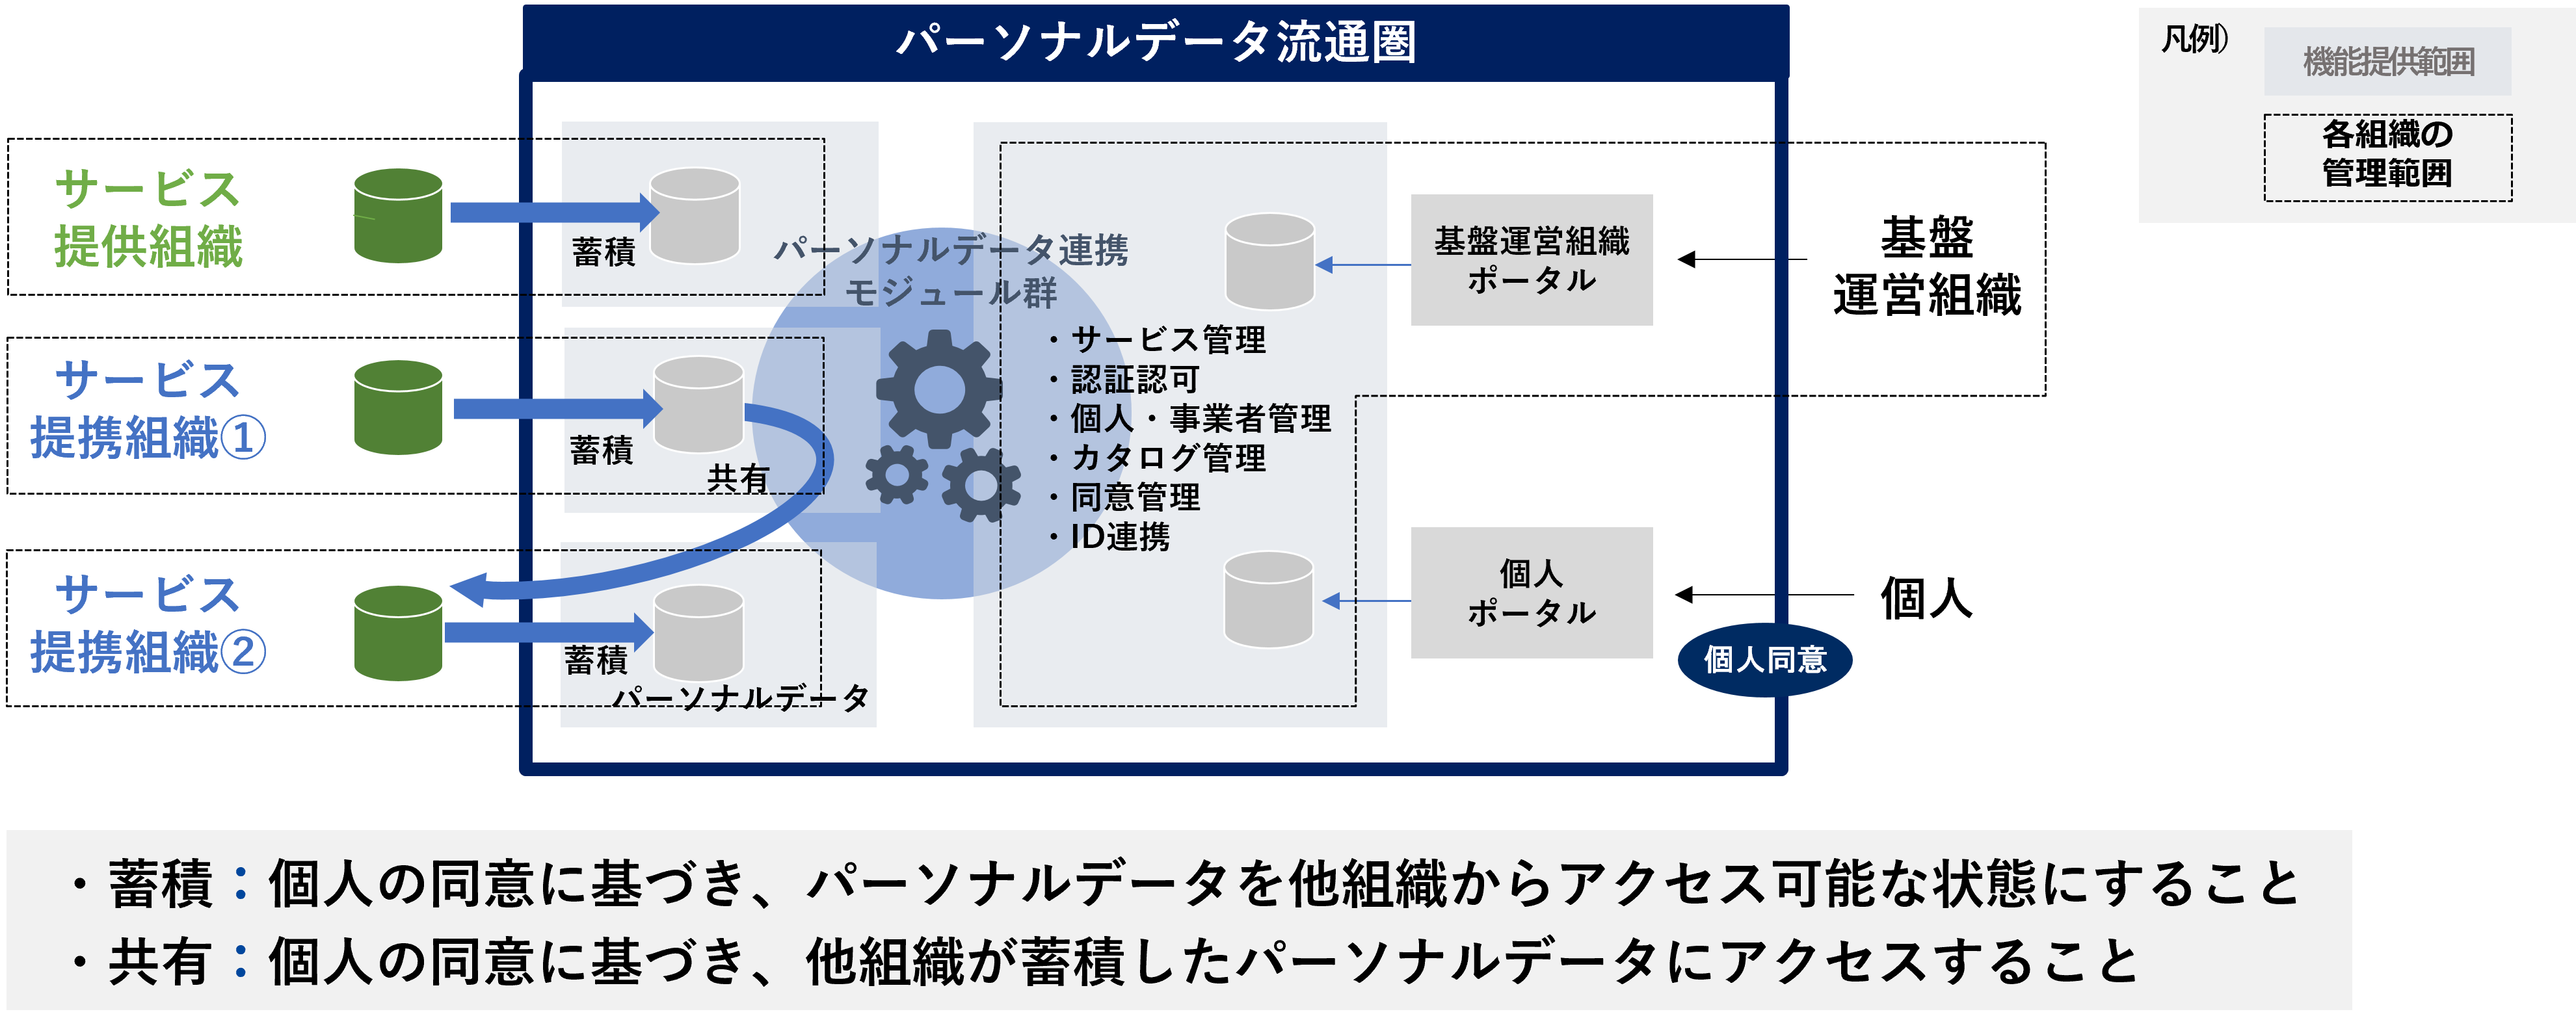 パーソナルデータ流通圏
凡例）
機能提供範囲
各組織の
管理範囲
サービス
提供組織
蓄積
サービス
提携組織①
蓄積
共有
サービス
提携組織②
蓄積
パーソナルデータ
パーソナルデータ連携
モジュール群
・サービス管理
・認証認可
・個人・事業者管理
・カタログ管理
・同意管理
・ID連携
基盤運営組織
ポータル
基盤
運営組織
個人
ポータル
個人
個人同意
・蓄積：個人の同意に基づき、パーソナルデータを他組織からアクセス可能な状態にすること
・共有：個人の同意に基づき、他組織が蓄積したパーソナルデータにアクセスすること